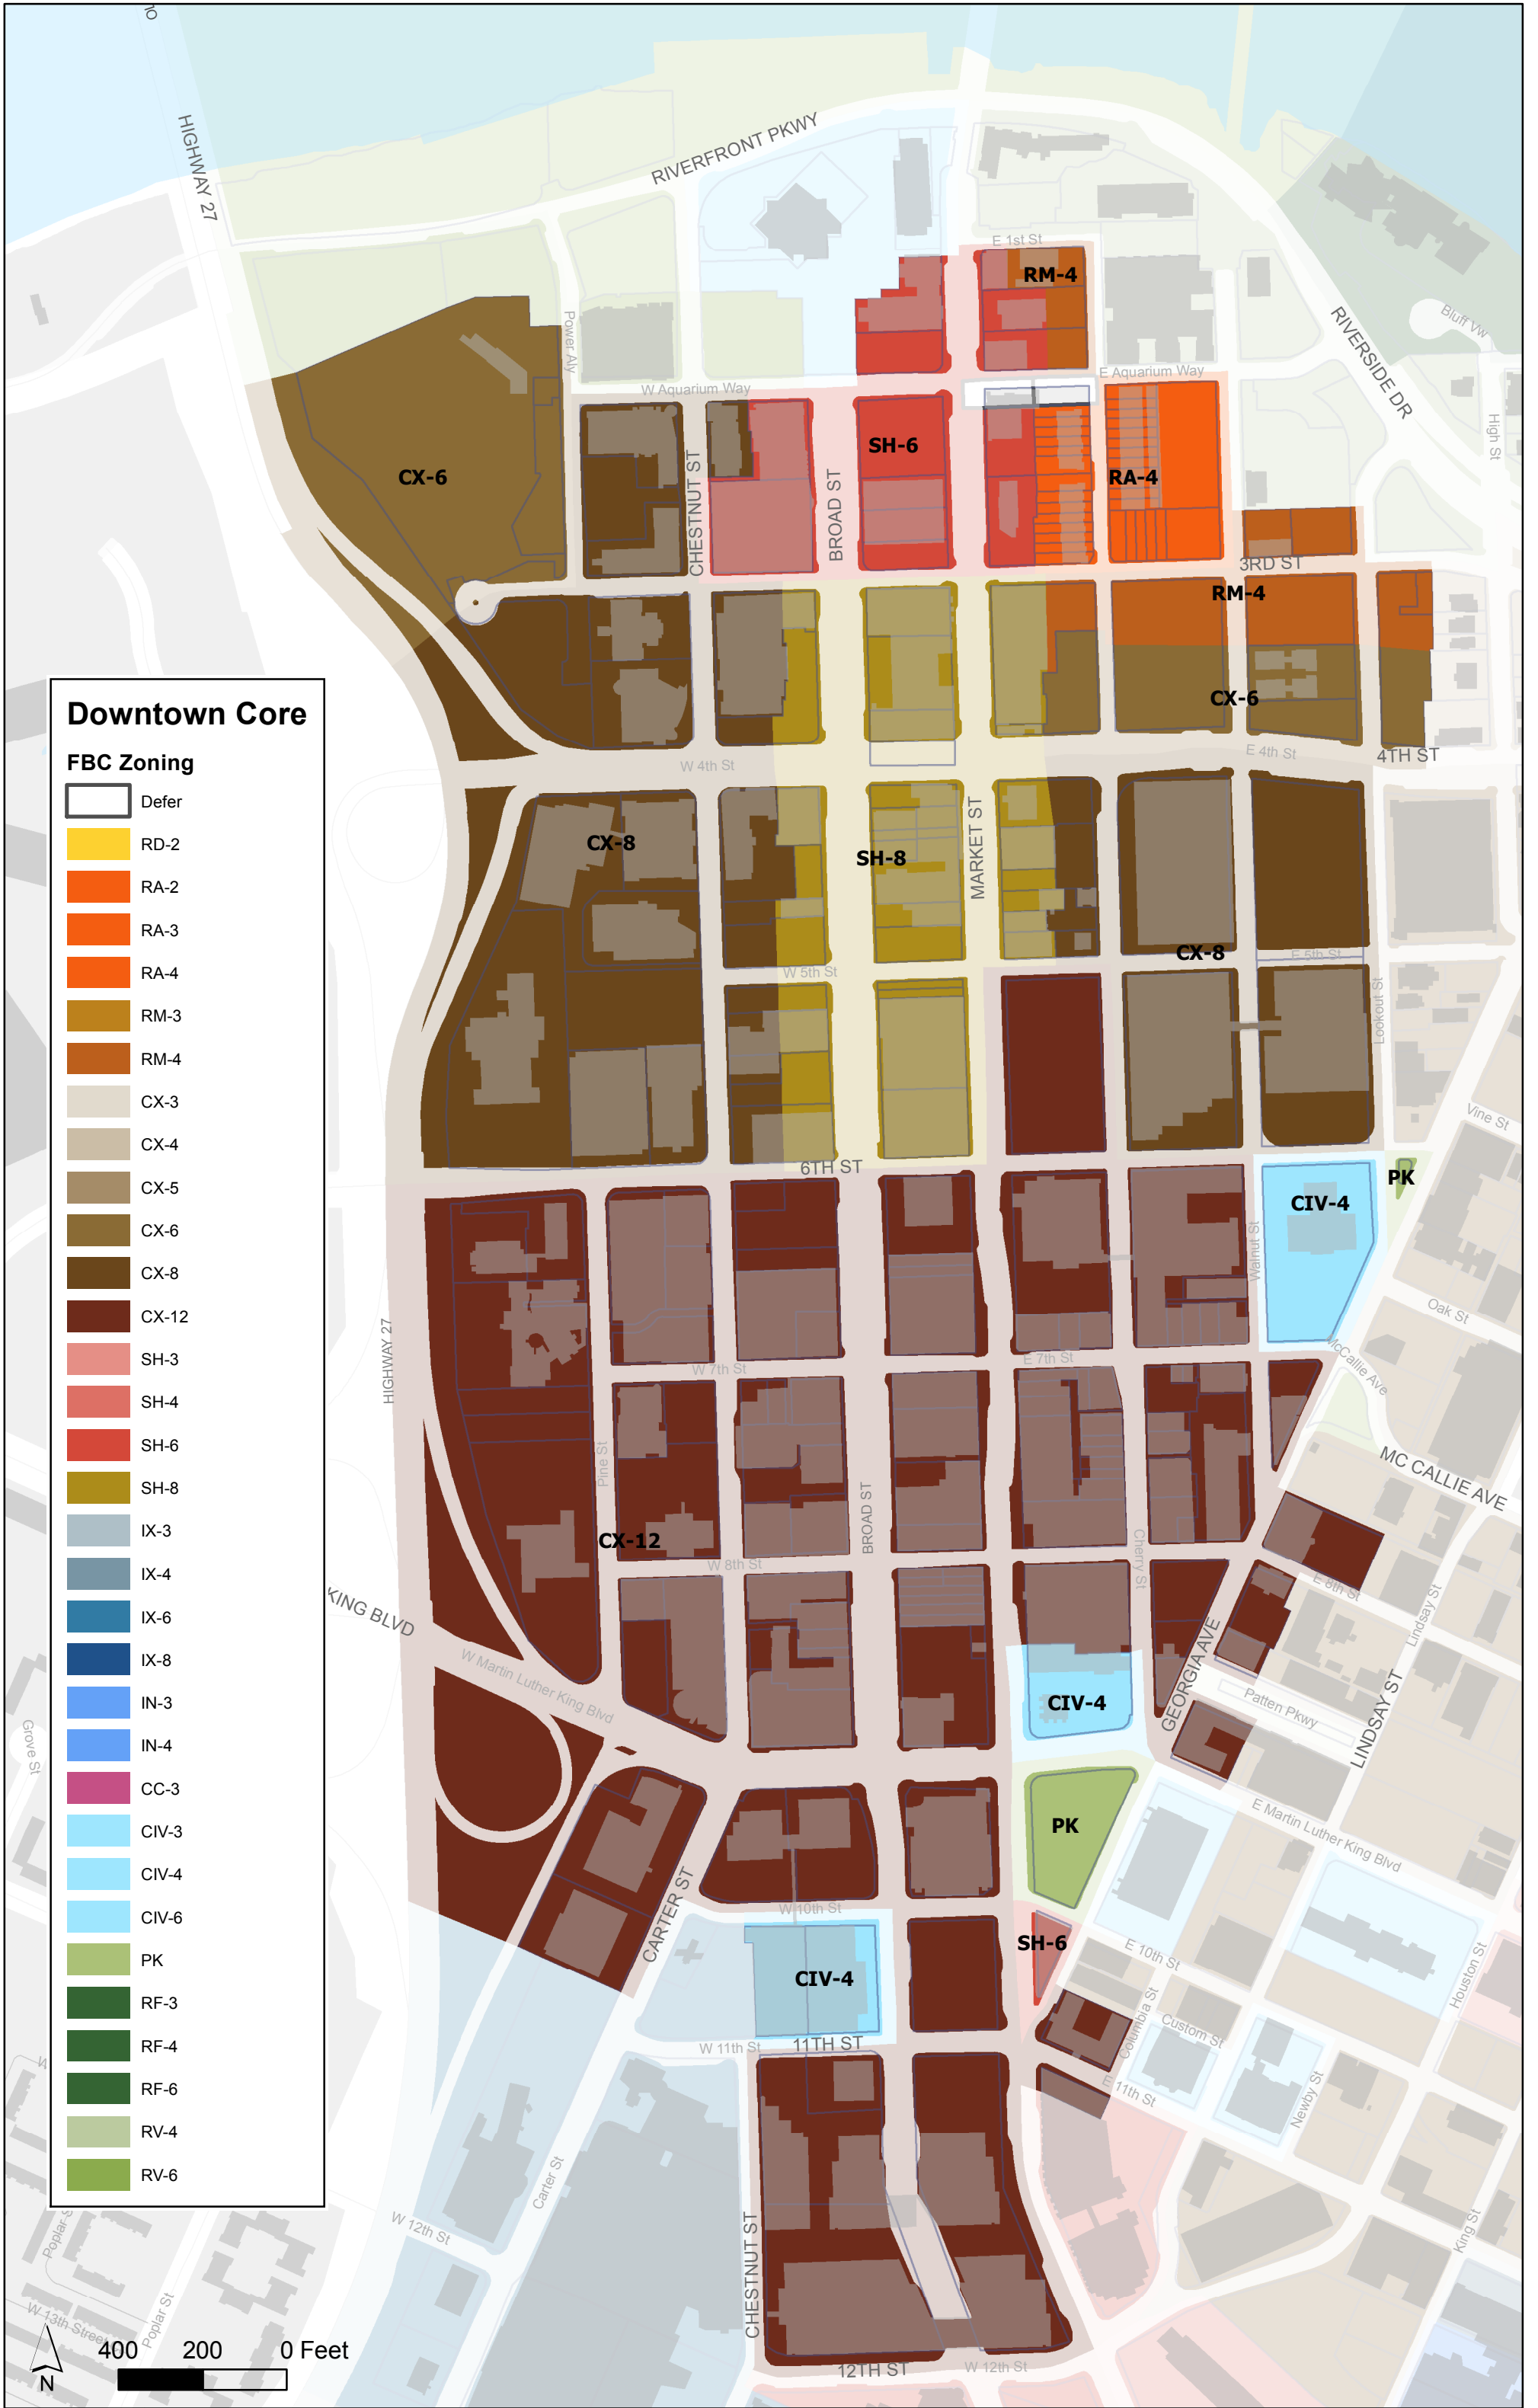 HIGHWAY 27
RIVERFRONT PKWY
E 1st St
RM-4
Power Aly
RIVERSIDE DR
Bluff Vw
High St
W Aquarium Way
E Aquarium Way
CX-6
CHESTNUT ST
BROAD ST
SH-6
RA-4
3RD ST
RM-4
CX-6
W 4th St
E 4th St
4TH ST
CX-8
SH-8
MARKET ST
CX-8
W 5th St
E 5th St
Lookout St
Vine St
6TH ST
PK
CIV-4
Walnut St
Oak St
McCallie Ave
MC CALLIE AVE
HIGHWAY 27
W 7th St
E 7th St
Pine St
BROAD ST
CX-12
W 8th St
Cherry St
E 8th St
Lindsay St
KING BLVD
W Martin Luther King Blvd
CIV-4
GEORGIA AVE
Patten Pkwy
LINDSAY ST
PK
E Martin Luther King Blvd
CARTER ST
W 10th St
SH-6
E 10th St
CIV-4
Columbia St
Custom St
Houston St
W 11th St
11TH ST
E 11th St
Newby St
Carter St
W 12th St
CHESTNUT ST
King St
12TH ST
W 12th St
Grove St
Poplar S
Poplar St
W 13th Street
W
Downtown Core
FBC Zoning
Defer
RD-2
RA-2
RA-3
RA-4
RM-3
RM-4
CX-3
CX-4
CX-5
CX-6
CX-8
CX-12
SH-3
SH-4
SH-6
SH-8
IX-3
IX-4
IX-6
IX-8
IN-3
IN-4
CC-3
CIV-3
CIV-4
CIV-6
PK
RF-3
RF-4
RF-6
RV-4
RV-6
400 200 0 Feet
N